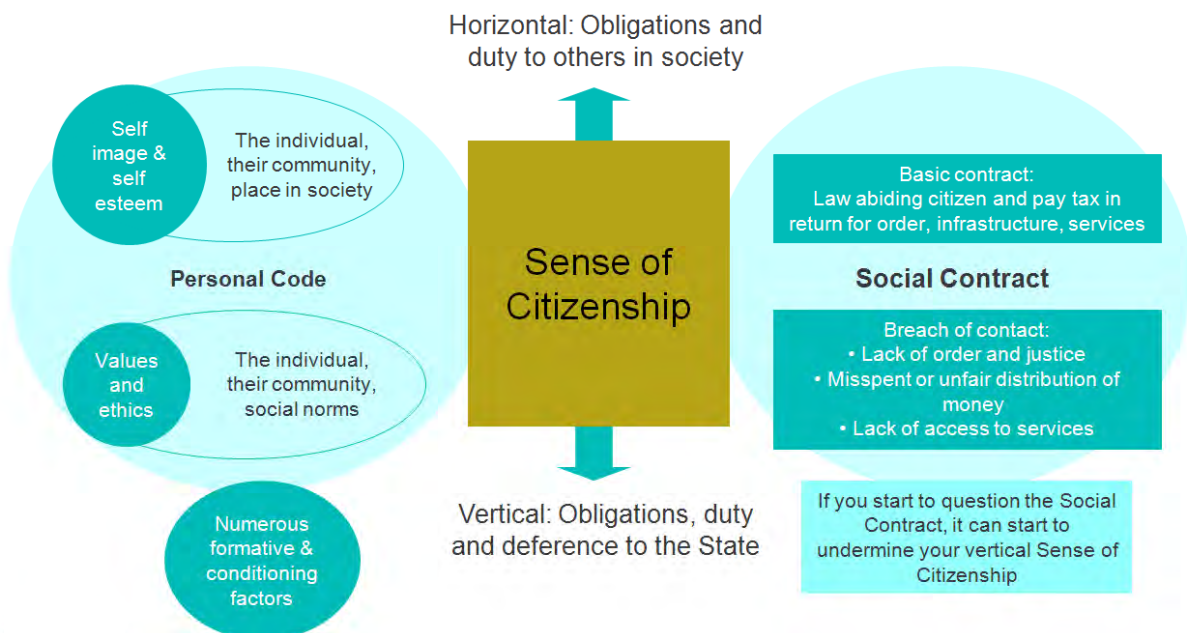 Horizontal: Obligations and
duty to others in society
Self
image &
self
esteem
The individual,
their community,
place in society
Personal Code
Values
and
ethics
The individual,
their community,
social norms
Numerous
formative &
conditioning
factors
Sense of
Citizenship
Vertical: Obligations, duty
and deference to the State
Basic contract:
Law abiding citizen and pay tax in
return for order, infrastructure, services
Social Contract
Breach of contact:
• Lack of order and justice
• Misspent or unfair distribution of
money
• Lack of access to services
If you start to question the Social
Contract, it can start to
undermine your vertical Sense of
Citizenship